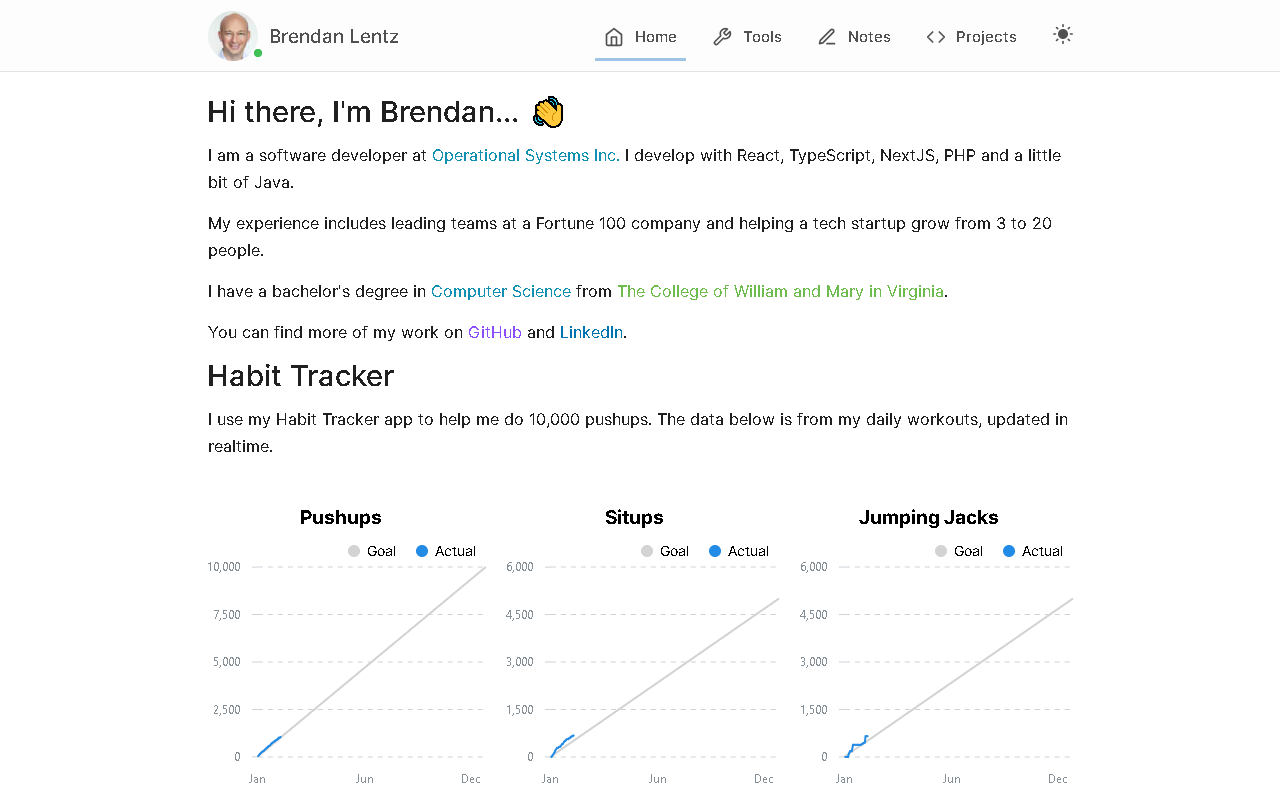 Brendan Lentz
Home Tools Notes Projects
Hi there, I'm Brendan...
I am a software developer at Operational Systems Inc. I develop with React, TypeScript, NextJS, PHP and a little
bit of Java.
My experience includes leading teams at a Fortune 100 company and helping a tech startup grow from 3 to 20
people.
I have a bachelor's degree in Computer Science from The College of William and Mary in Virginia.
You can find more of my work on GitHub and LinkedIn.
Habit Tracker
I use my Habit Tracker app to help me do 10,000 pushups. The data below is from my daily workouts, updated in
realtime.
Pushups
Goal Actual
10,000
7,500
5,000
2,500
0
Jan Jun Dec
Situps
Goal Actual
6,000
4,500
3,000
1,500
0
Jan Jun Dec
Jumping Jacks
Goal Actual
6,000
4,500
3,000
1,500
0
Jan Jun Dec